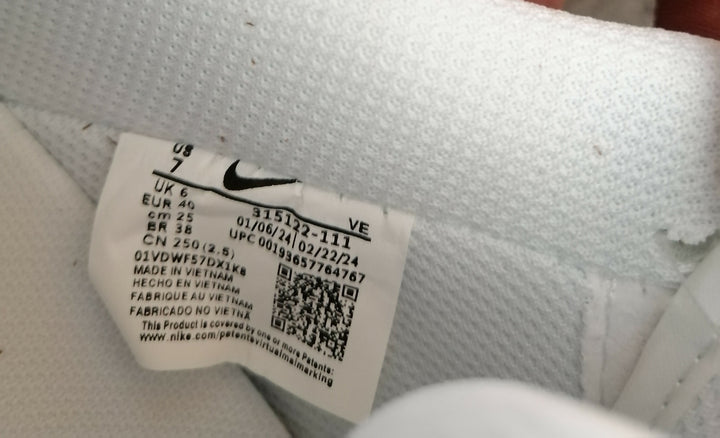 US
7
UK 6
EUR 40
cm 25
BR 38
CN 250(2.5)
315122-111 VE
01/06/24 02/22/24
UPC 00193657764767
01VDWF57DX1K8
MADE IN VIETNAM
HECHO EN VIETNAM
FABRIQUE AU VIETNAM
FABRICADO NO VIETNÃ
This Product is covered by one or more Patents:
www.nike.com/patentsvirtualmarking